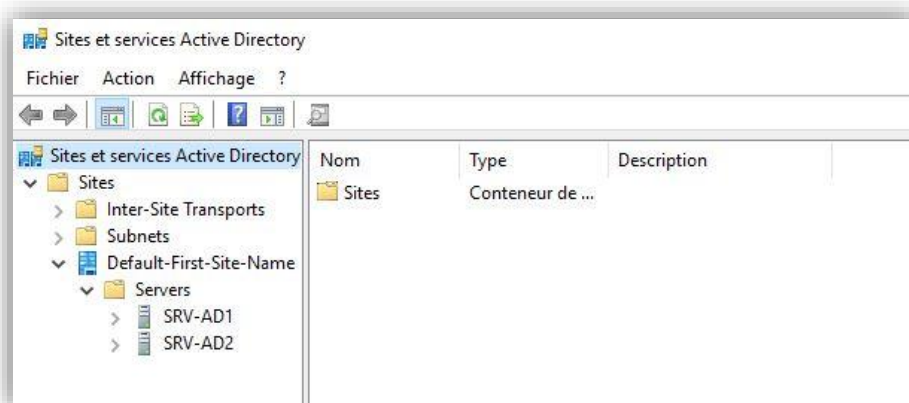 Sites et services Active Directory
Fichier Action Affichage ?
Sites et services Active Directory
Sites
Inter-Site Transports
Subnets
Default-First-Site-Name
Servers
SRV-AD1
SRV-AD2
Nom Type Description
Sites Conteneur de ...